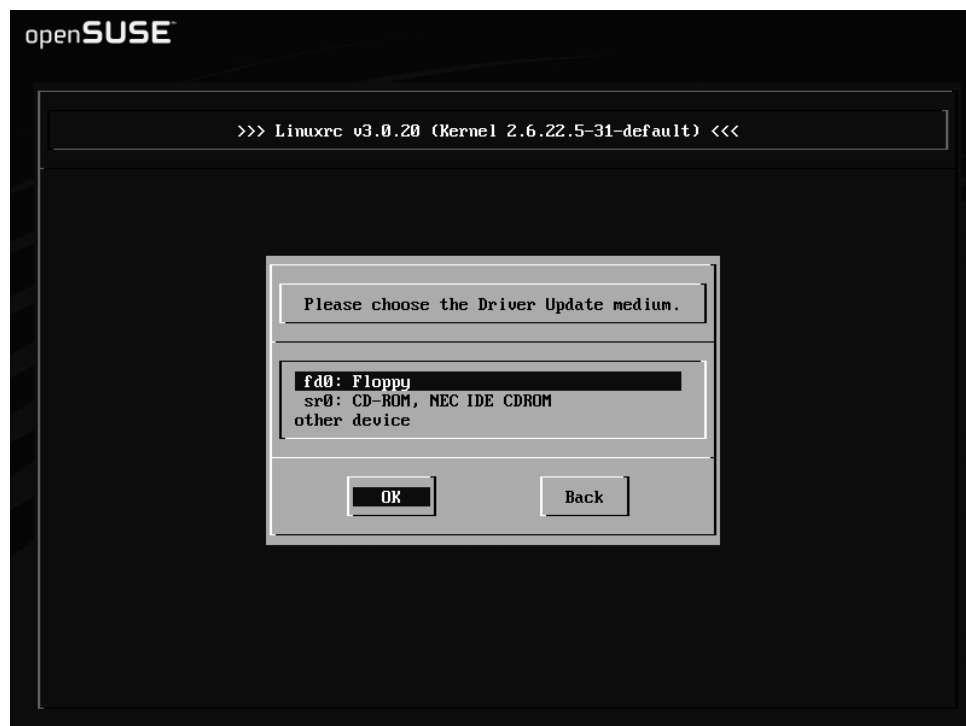 openSUSE™
>>> Linuxrc v3.0.20 (Kernel 2.6.22.5-31-default) <<<
Please choose the Driver Update medium.
fd0: Floppy
sr0: CD-ROM, NEC IDE CDROM
other device
OK Back